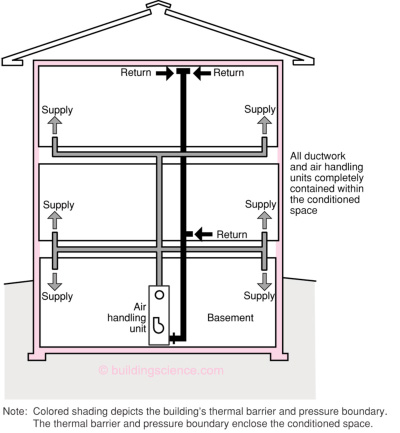 Return
Return
Supply
Supply
All ductwork
and air handling
units completely
contained within
the conditioned
space
Supply
Supply
Return
Supply
Supply
Air
handling
unit
Basement
© buildingscience.com
Note: Colored shading depicts the building's thermal barrier and pressure boundary.
The thermal barrier and pressure boundary enclose the conditioned space.